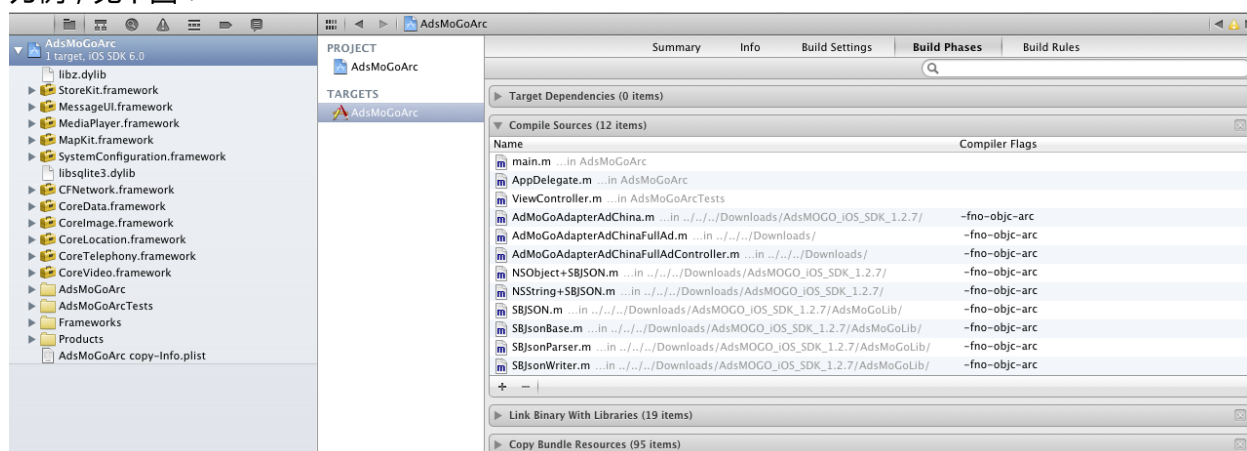 AdsMoGoArc
AdsMoGoArc
1 target, iOS SDK 6.0
libz.dylib
StoreKit.framework
MessageUI.framework
MediaPlayer.framework
MapKit.framework
SystemConfiguration.framework
libsqlite3.dylib
CFNetwork.framework
CoreData.framework
CoreImage.framework
CoreLocation.framework
CoreTelephony.framework
CoreVideo.framework
AdsMoGoArc
AdsMoGoArcTests
Frameworks
Products
AdsMoGoArc copy-Info.plist
PROJECT
AdsMoGoArc
TARGETS
AdsMoGoArc
Summary Info Build Settings Build Phases Build Rules
Target Dependencies (0 items)
Compile Sources (12 items)
Name Compiler Flags
main.m ...in AdsMoGoArc
AppDelegate.m ...in AdsMoGoArc
ViewController.m ...in AdsMoGoArcTests
AdMoGoAdapterAdChina.m ...in ../../../Downloads/AdsMOGO_iOS_SDK_1.2.7/ -fno-objc-arc
AdMoGoAdapterAdChinaFullAd.m ...in ../../../Downloads/ -fno-objc-arc
AdMoGoAdapterAdChinaFullAdController.m ...in ../../../Downloads/ -fno-objc-arc
NSObject+SBJSON.m ...in ../../../Downloads/AdsMOGO_iOS_SDK_1.2.7/ -fno-objc-arc
NSString+SBJSON.m ...in ../../../Downloads/AdsMOGO_iOS_SDK_1.2.7/ -fno-objc-arc
SBJSON.m ...in ../../../Downloads/AdsMOGO_iOS_SDK_1.2.7/AdsMoGoLib/ -fno-objc-arc
SBJsonBase.m ...in ../../../Downloads/AdsMOGO_iOS_SDK_1.2.7/AdsMoGoLib/ -fno-objc-arc
SBJsonParser.m ...in ../../../Downloads/AdsMOGO_iOS_SDK_1.2.7/AdsMoGoLib/ -fno-objc-arc
SBJsonWriter.m ...in ../../../Downloads/AdsMOGO_iOS_SDK_1.2.7/AdsMoGoLib/ -fno-objc-arc
Link Binary With Libraries (19 items)
Copy Bundle Resources (95 items)